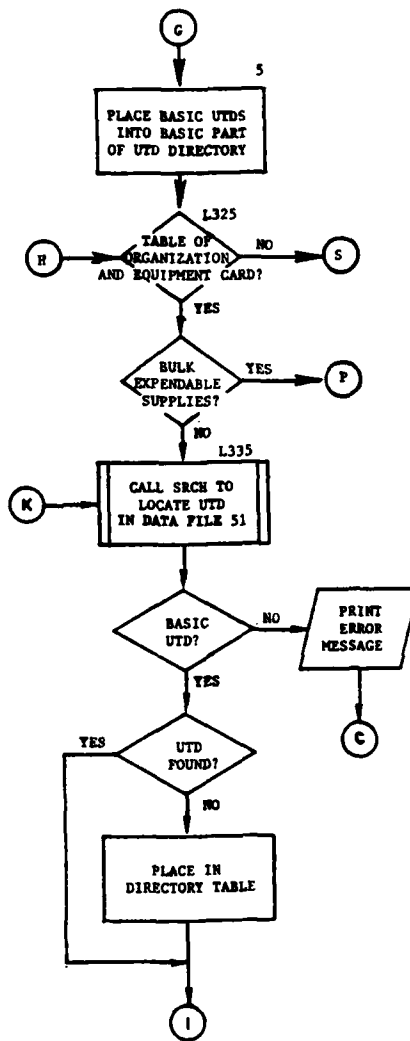 G
5
PLACE BASIC UTDS
INTO BASIC PART
OF UTD DIRECTORY
L325
TABLE OF
ORGANIZATION
AND EQUIPMENT CARD?
H
NO
S
YES
BULK
EXPENDABLE
SUPPLIES?
YES
P
NO
L335
CALL SRCH TO
LOCATE UTD
IN DATA FILE 51
K
BASIC
UTD?
NO
PRINT
ERROR
MESSAGE
YES
G
YES
UTD
FOUND?
NO
PLACE IN
DIRECTORY TABLE
I